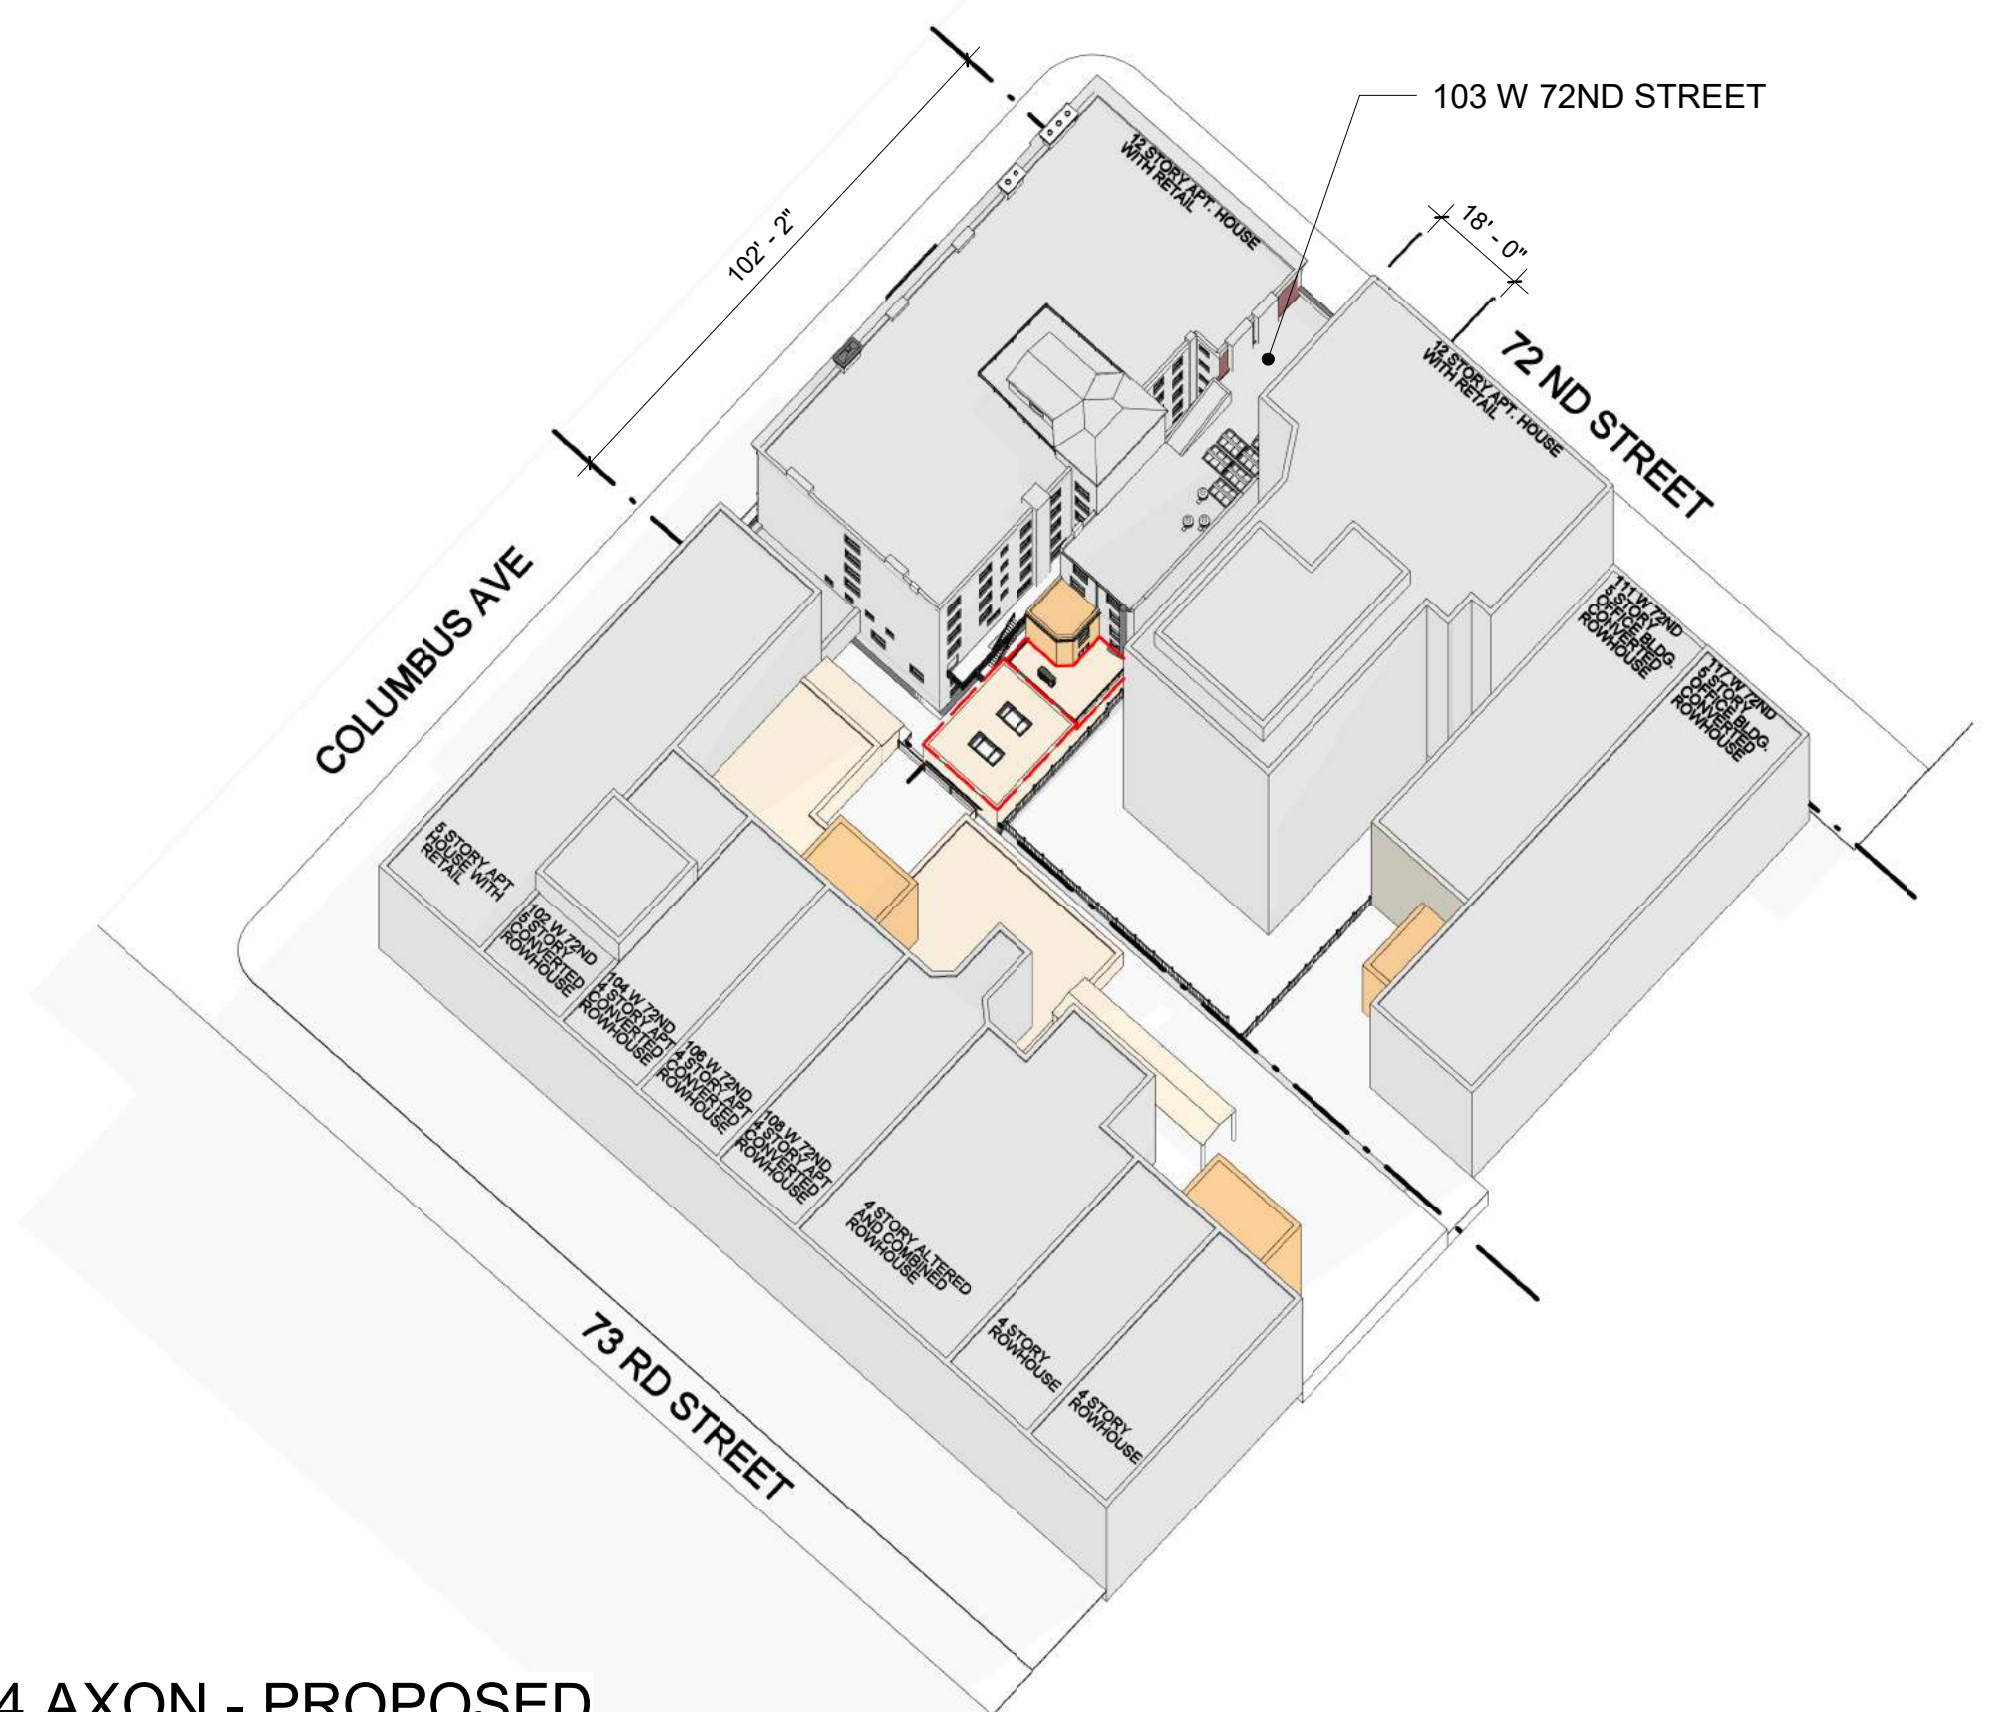 103 W 72ND STREET
12 STORY APT. HOUSE
WITH RETAIL
102' - 2"
18' - 0"
72 ND STREET
12 STORY APT. HOUSE
WITH RETAIL
COLUMBUS AVE
111 W 72ND
5 STORY
OFFICE BLDG.
CONVERTED
ROWHOUSE
117 W 72ND
5 STORY
OFFICE BLDG.
CONVERTED
ROWHOUSE
5 STORY APT
HOUSE WITH
RETAIL
102 W 72ND
5 STORY
CONVERTED
ROWHOUSE
104 W 72ND
4 STORY APT
CONVERTED
ROWHOUSE
106 W 72ND
4 STORY APT
CONVERTED
ROWHOUSE
108 W 72ND
4 STORY APT
CONVERTED
ROWHOUSE
4 STORY ALTERED
AND COMBINED
ROWHOUSE
4 STORY
ROWHOUSE
4 STORY
ROWHOUSE
73 RD STREET
4 AXON - PROPOSED